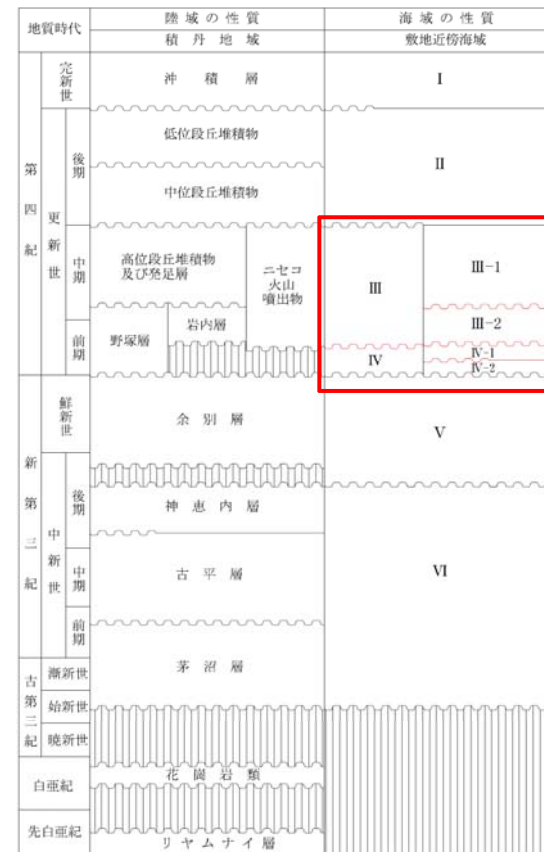 地質時代
陸域の性質
海域の性質
積丹地域
敷地近傍海域
第四紀
完新世
沖積層
I
更新世
後期
低位段丘堆積物
中位段丘堆積物
II
中期
高位段丘堆積物
及び発足層
ニセコ
火山
噴出物
III
III-1
III-2
前期
野塚層
岩内層
IV
IV-1
IV-2
新第三紀
鮮新世
余別層
V
中新世
後期
神恵内層
中期
古平層
VI
前期
古第三紀
漸新世
茅沼層
始新世
暁新世
白亜紀
花崗岩類
先白亜紀
リヤムナイ層